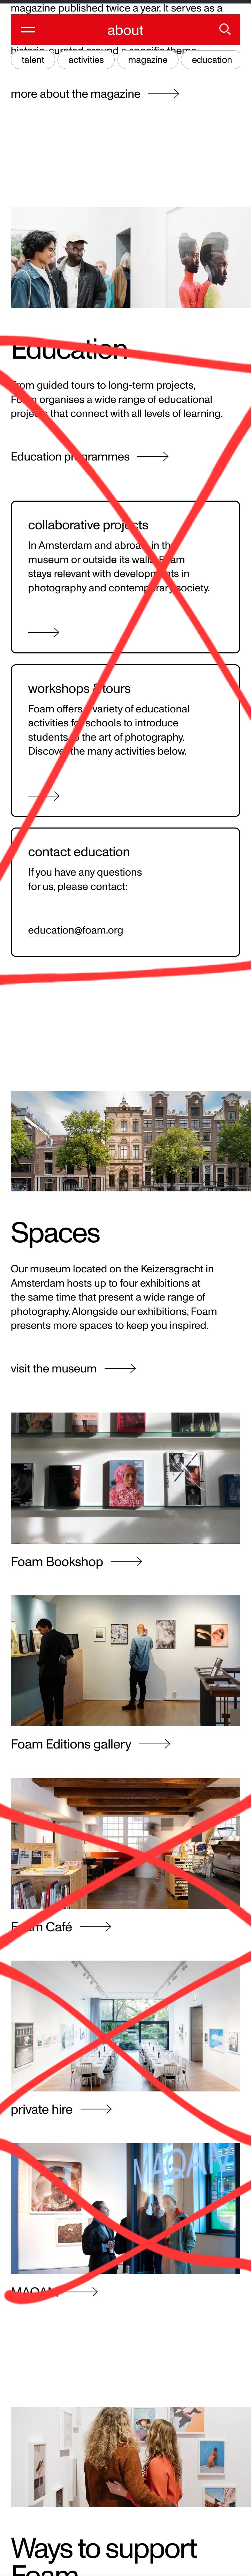 magazine published twice a year. It serves as a
about
talent
activities
magazine
education
more about the magazine
Education
From guided tours to long-term projects,
Foam organises a wide range of educational
projects that connect with all levels of learning.
Education programmes
collaborative projects
In Amsterdam and abroad, in the
museum or outside its walls, Foam
stays relevant with developments in
photography and contemporary society.
workshops & tours
Foam offers a variety of educational
activities for schools to introduce
students to the art of photography.
Discover the many activities below.
contact education
If you have any questions
for us, please contact:
education@foam.org
Spaces
Our museum located on the Keizersgracht in
Amsterdam hosts up to four exhibitions at
the same time that present a wide range of
photography. Alongside our exhibitions, Foam
presents more spaces to keep you inspired.
visit the museum
Foam Bookshop
Foam Editions gallery
Foam Café
private hire
MAQAM
MAQAM
Ways to support
Foam